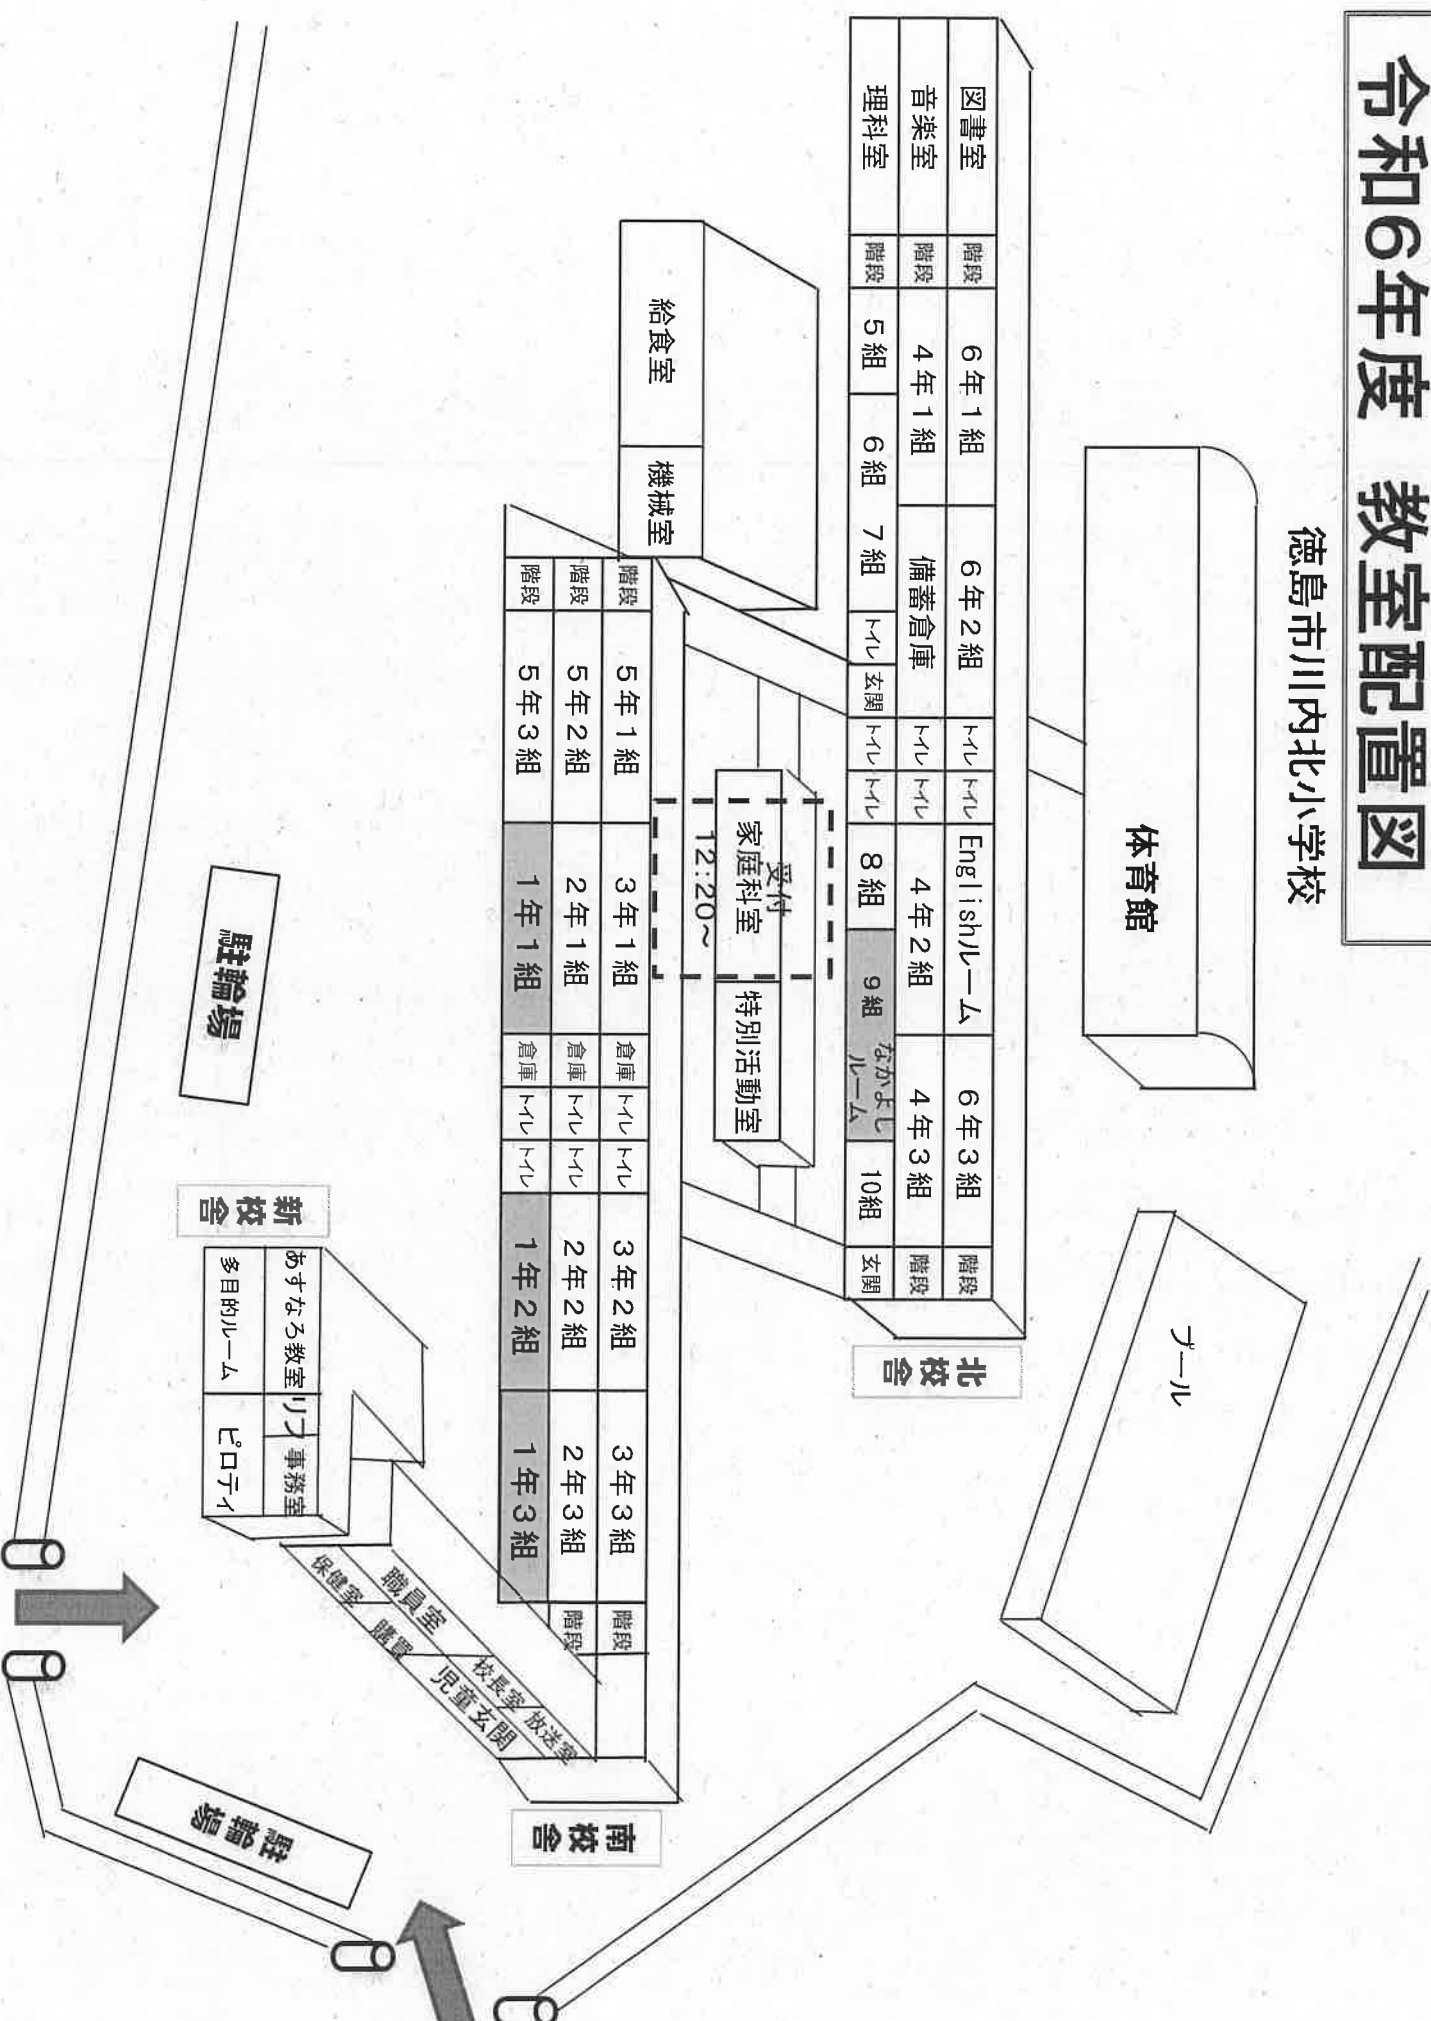 令和6年度　教室配置図
徳島市川内北小学校
体育館
プール
図書室 階段 6年1組 6年2組 トイレ トイレ Englishルーム 6年3組 階段
音楽室 階段 4年1組 備蓄倉庫 トイレ トイレ 4年2組 4年3組 階段
理科室 階段 5組 6組 7組 トイレ 玄関 トイレ トイレ 8組 9組 なかよしルーム 10組 玄関
北校舎
給食室 機械室
受付
家庭科室 特別活動室
12:20〜
階段 5年1組 3年1組 倉庫 トイレ トイレ 3年2組 3年3組 階段
階段 5年2組 2年1組 倉庫 トイレ トイレ 2年2組 2年3組 階段
階段 5年3組 1年1組 倉庫 トイレ トイレ 1年2組 1年3組
南校舎
職員室 校長室 放送室
保健室 購買 児童玄関
新校舎
あすなろ教室 リフ 事務室
多目的ルーム ピロティ
駐輪場
駐輪場